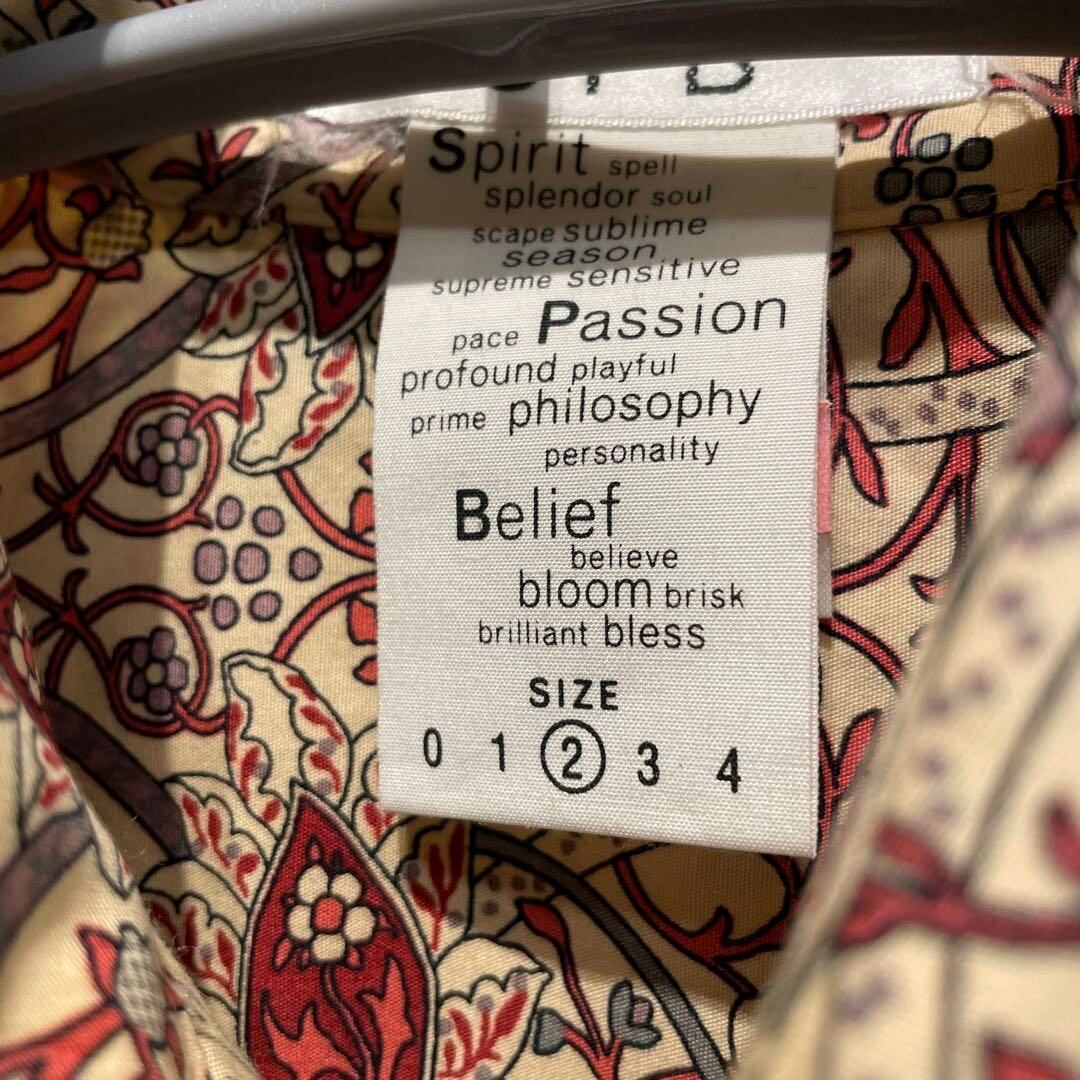 Spirit spell
splendor soul
scape sublime
season
supreme sensitive
pace Passion
profound playful
prime philosophy
personality
Belief
believe
bloom brisk
brilliant bless
SIZE
0 1 2 3 4